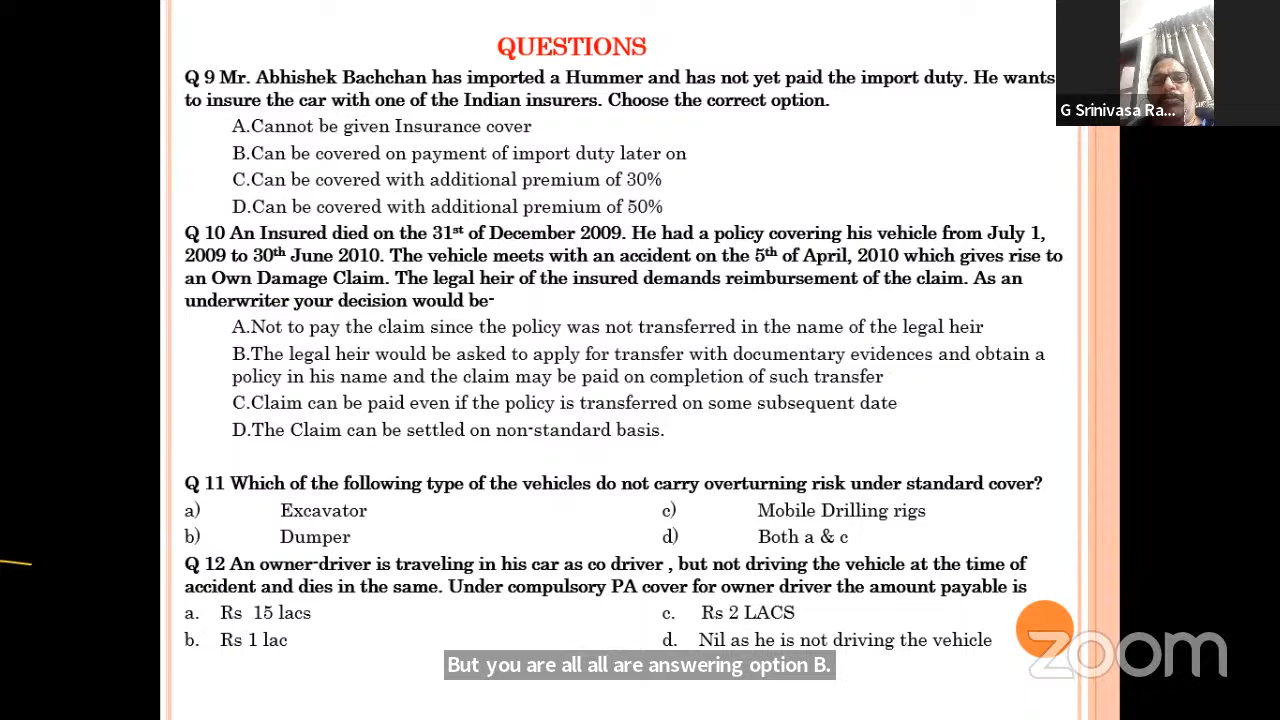 QUESTIONS
Q 9 Mr. Abhishek Bachchan has imported a Hummer and has not yet paid the import duty. He wants
to insure the car with one of the Indian insurers. Choose the correct option.
G Srinivasa Ra...
A.Cannot be given Insurance cover
B.Can be covered on payment of import duty later on
C.Can be covered with additional premium of 30%
D.Can be covered with additional premium of 50%
Q 10 An Insured died on the 31st of December 2009. He had a policy covering his vehicle from July 1,
2009 to 30th June 2010. The vehicle meets with an accident on the 5th of April, 2010 which gives rise to
an Own Damage Claim. The legal heir of the insured demands reimbursement of the claim. As an
underwriter your decision would be-
A.Not to pay the claim since the policy was not transferred in the name of the legal heir
B.The legal heir would be asked to apply for transfer with documentary evidences and obtain a
policy in his name and the claim may be paid on completion of such transfer
C.Claim can be paid even if the policy is transferred on some subsequent date
D.The Claim can be settled on non-standard basis.
Q 11 Which of the following type of the vehicles do not carry overturning risk under standard cover?
a) Excavator c) Mobile Drilling rigs
b) Dumper d) Both a & c
Q 12 An owner-driver is traveling in his car as co driver , but not driving the vehicle at the time of
accident and dies in the same. Under compulsory PA cover for owner driver the amount payable is
a. Rs 15 lacs c. Rs 2 LACS
b. Rs 1 lac d. Nil as he is not driving the vehicle
zoom
But you are all all are answering option B.